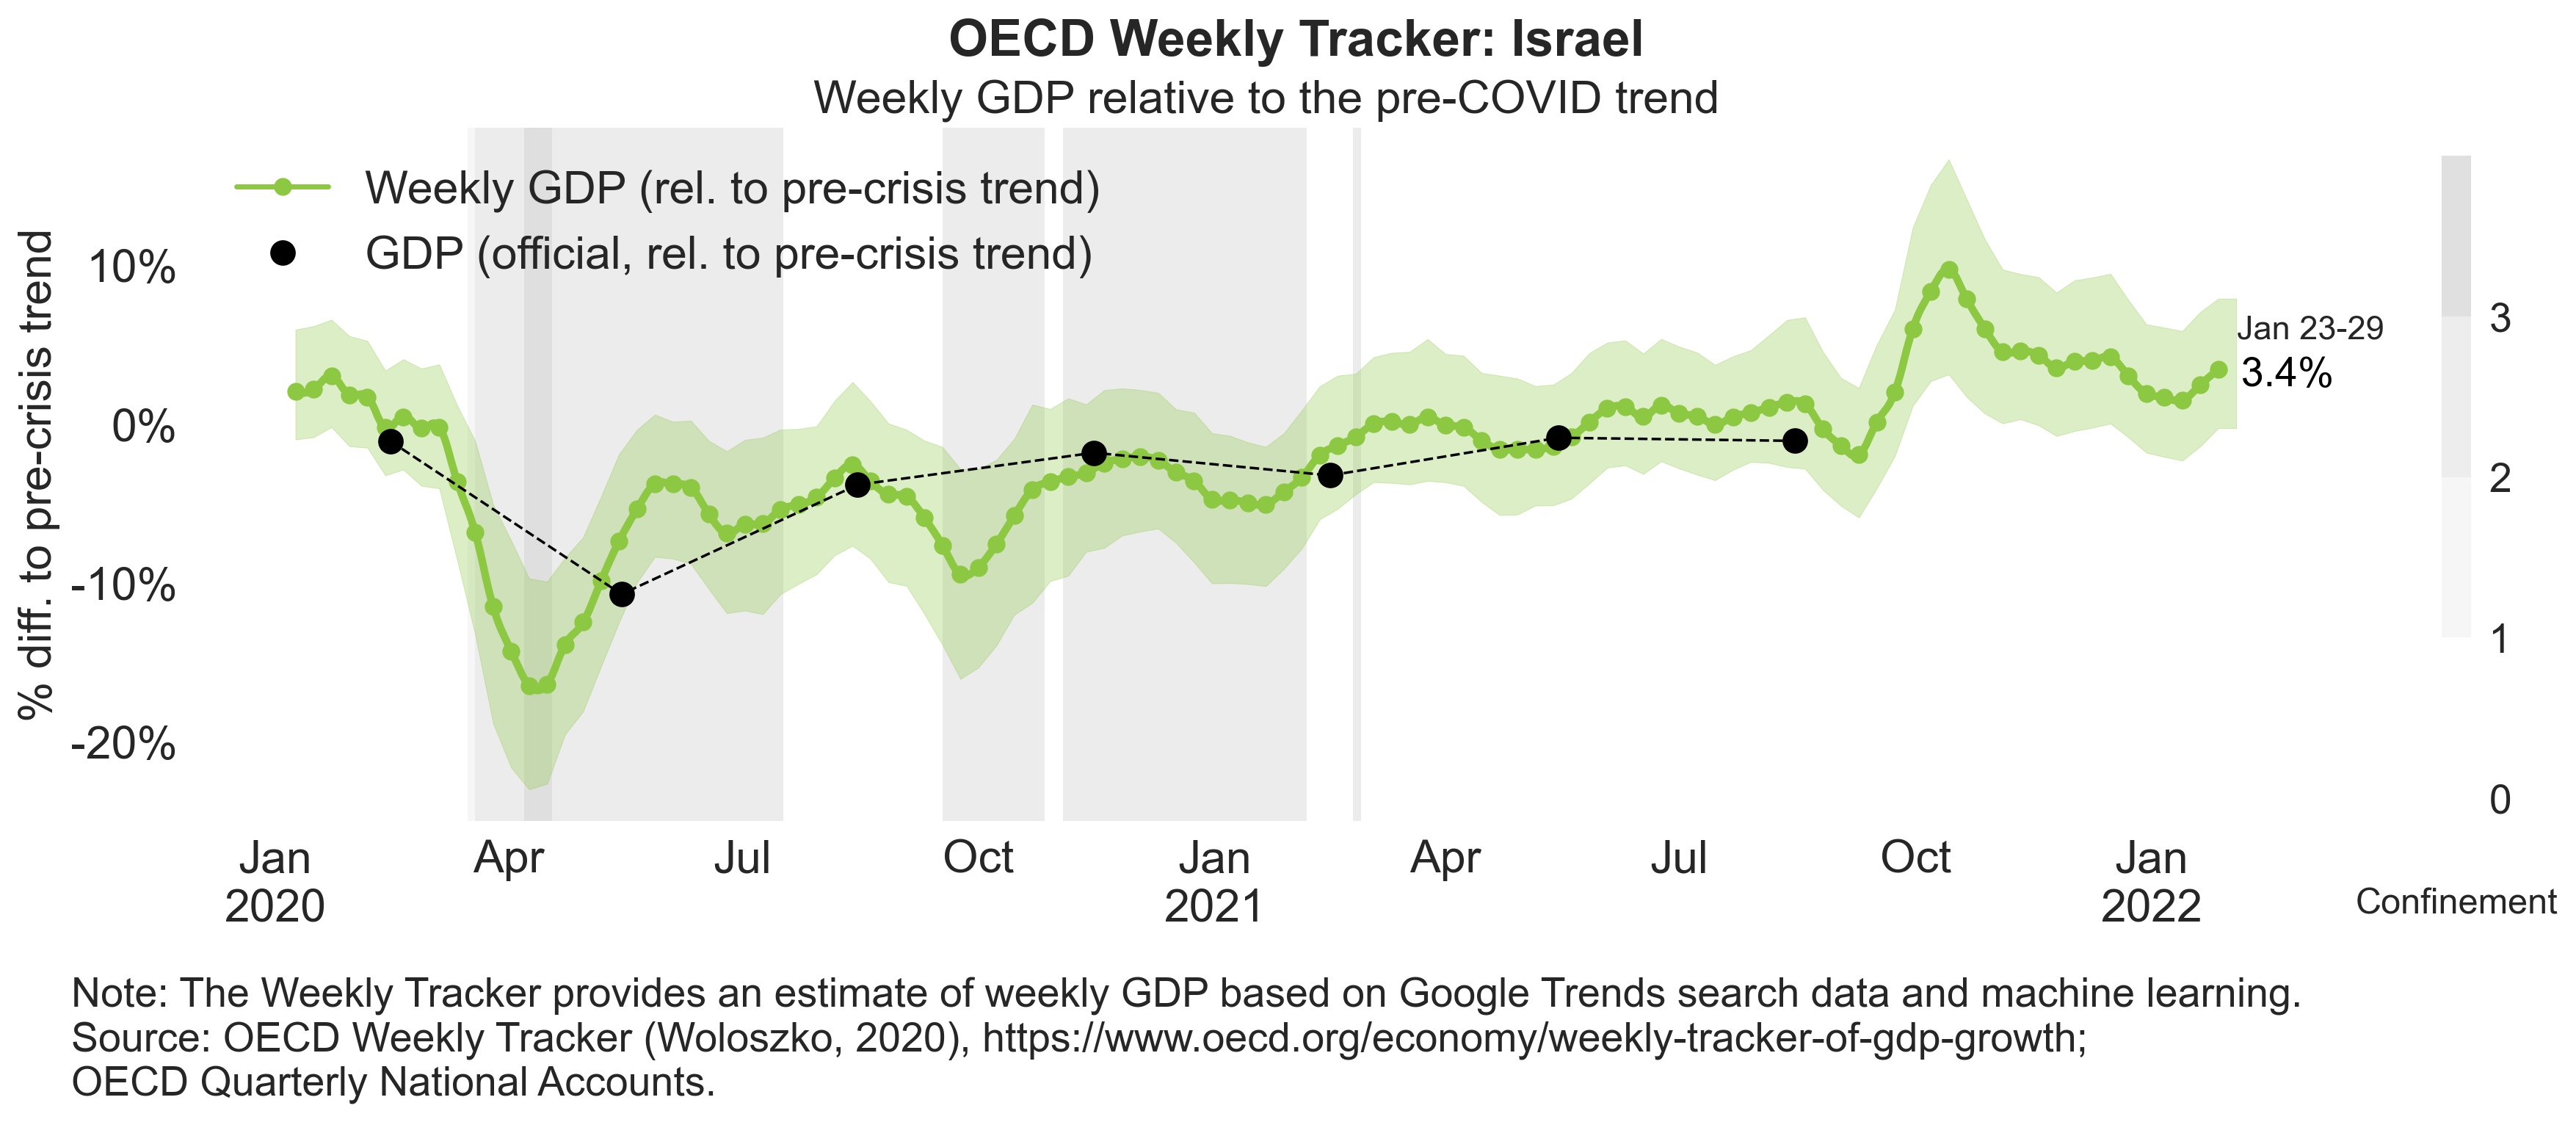 OECD Weekly Tracker: Israel
Weekly GDP relative to the pre-COVID trend
Weekly GDP (rel. to pre-crisis trend)
GDP (official, rel. to pre-crisis trend)
% diff. to pre-crisis trend
10%
0%
-10%
-20%
Jan 23-29
3.4%
3
2
1
0
Jan Apr Jul Oct Jan Apr Jul Oct Jan
2020 2021 2022
Confinement
Note: The Weekly Tracker provides an estimate of weekly GDP based on Google Trends search data and machine learning.
Source: OECD Weekly Tracker (Woloszko, 2020), https://www.oecd.org/economy/weekly-tracker-of-gdp-growth;
OECD Quarterly National Accounts.